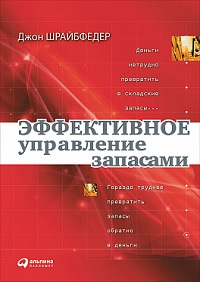 Джон ШРАЙБФЕДЕР
Деньги
нетрудно
превратить
в складские
запасы...
ЭФФЕКТИВНОЕ
управление
запасами
Гораздо труднее
превратить
запасы
обратно
в деньги
альпина